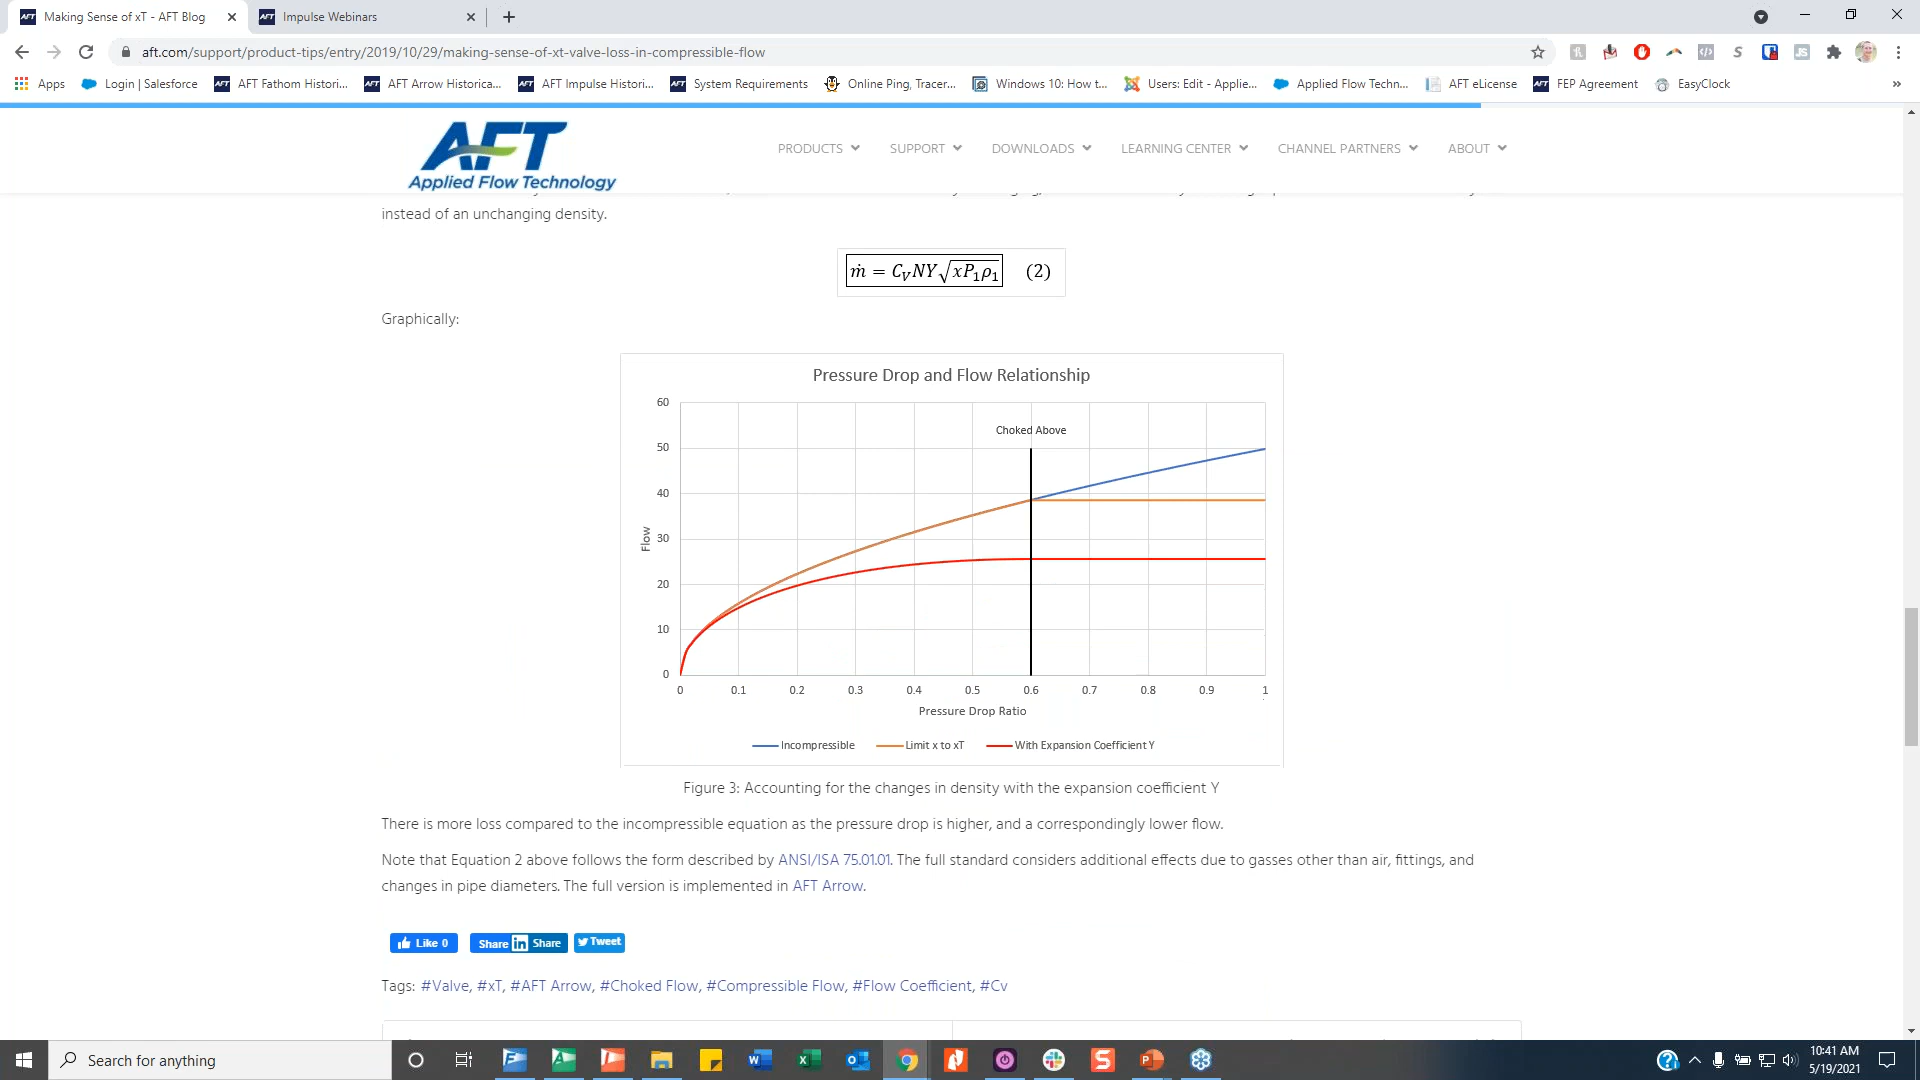 Making Sense of xT - AFT Blog
Impulse Webinars
aft.com/support/product-tips/entry/2019/10/29/making-sense-of-xt-valve-loss-in-compressible-flow
Apps
Login | Salesforce
AFT Fathom Histori...
AFT Arrow Historica...
AFT Impulse Histori...
System Requirements
Online Ping, Tracer...
Windows 10: How t...
Users: Edit - Applie...
Applied Flow Techn...
AFT eLicense
FEP Agreement
EasyClock
AFT
Applied Flow Technology
PRODUCTS
SUPPORT
DOWNLOADS
LEARNING CENTER
CHANNEL PARTNERS
ABOUT
instead of an unchanging density.
ṁ = C_V NY√(xP₁ρ₁) (2)
Graphically:
Pressure Drop and Flow Relationship
60
Choked Above
50
40
30
Flow
20
10
0
0 0.1 0.2 0.3 0.4 0.5 0.6 0.7 0.8 0.9 1
Pressure Drop Ratio
Incompressible Limit x to xT With Expansion Coefficient Y
Figure 3: Accounting for the changes in density with the expansion coefficient Y
There is more loss compared to the incompressible equation as the pressure drop is higher, and a correspondingly lower flow.
Note that Equation 2 above follows the form described by ANSI/ISA 75.01.01. The full standard considers additional effects due to gasses other than air, fittings, and
changes in pipe diameters. The full version is implemented in AFT Arrow.
Like 0
Share in Share
Tweet
Tags: #Valve, #xT, #AFT Arrow, #Choked Flow, #Compressible Flow, #Flow Coefficient, #Cv
Search for anything
10:41 AM
5/19/2021